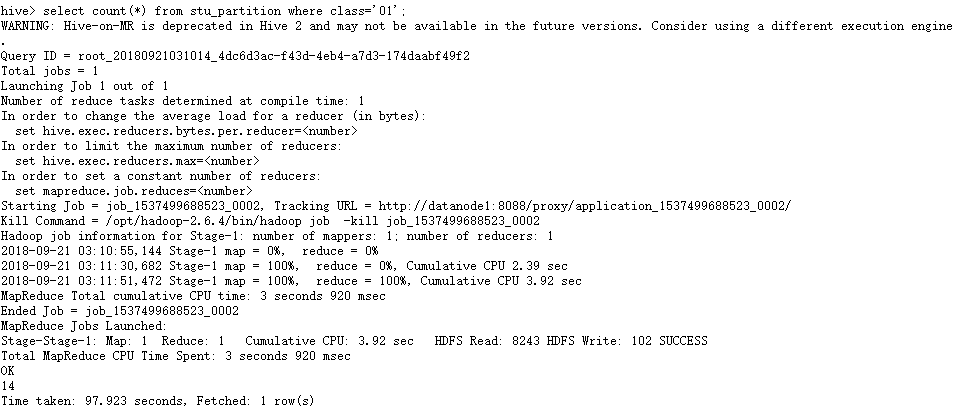 hive> select count(*) from stu_partition where class='01';
WARNING: Hive-on-MR is deprecated in Hive 2 and may not be available in the future versions. Consider using a different execution engine
.
Query ID = root_20180921031014_4dc6d3ac-f43d-4eb4-a7d3-174daabf49f2
Total jobs = 1
Launching Job 1 out of 1
Number of reduce tasks determined at compile time: 1
In order to change the average load for a reducer (in bytes):
  set hive.exec.reducers.bytes.per.reducer=<number>
In order to limit the maximum number of reducers:
  set hive.exec.reducers.max=<number>
In order to set a constant number of reducers:
  set mapreduce.job.reduces=<number>
Starting Job = job_1537499688523_0002, Tracking URL = http://datanode1:8088/proxy/application_1537499688523_0002/
Kill Command = /opt/hadoop-2.6.4/bin/hadoop job  -kill job_1537499688523_0002
Hadoop job information for Stage-1: number of mappers: 1; number of reducers: 1
2018-09-21 03:10:55,144 Stage-1 map = 0%,  reduce = 0%
2018-09-21 03:11:30,682 Stage-1 map = 100%,  reduce = 0%, Cumulative CPU 2.39 sec
2018-09-21 03:11:51,472 Stage-1 map = 100%,  reduce = 100%, Cumulative CPU 3.92 sec
MapReduce Total cumulative CPU time: 3 seconds 920 msec
Ended Job = job_1537499688523_0002
MapReduce Jobs Launched:
Stage-Stage-1: Map: 1  Reduce: 1   Cumulative CPU: 3.92 sec   HDFS Read: 8243 HDFS Write: 102 SUCCESS
Total MapReduce CPU Time Spent: 3 seconds 920 msec
OK
14
Time taken: 97.923 seconds, Fetched: 1 row(s)